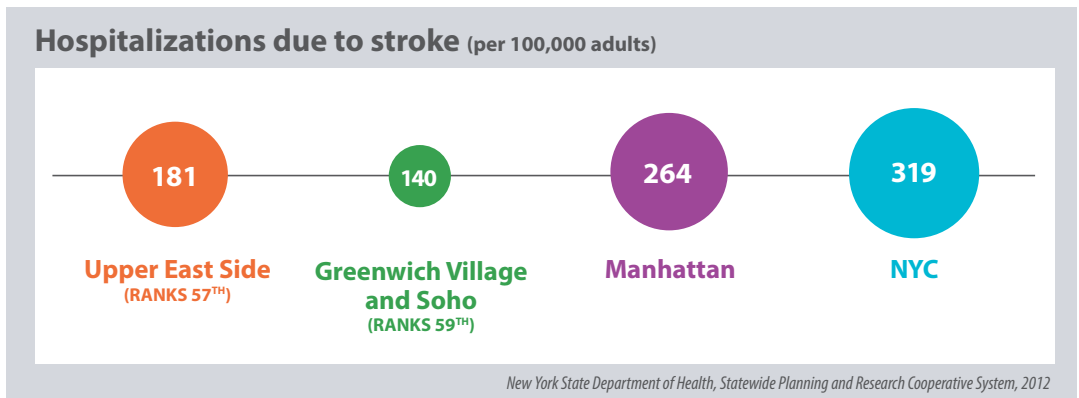 Hospitalizations due to stroke (per 100,000 adults)
181
140
264
319
Upper East Side
(RANKS 57TH)
Greenwich Village
and Soho
(RANKS 59TH)
Manhattan
NYC
New York State Department of Health, Statewide Planning and Research Cooperative System, 2012